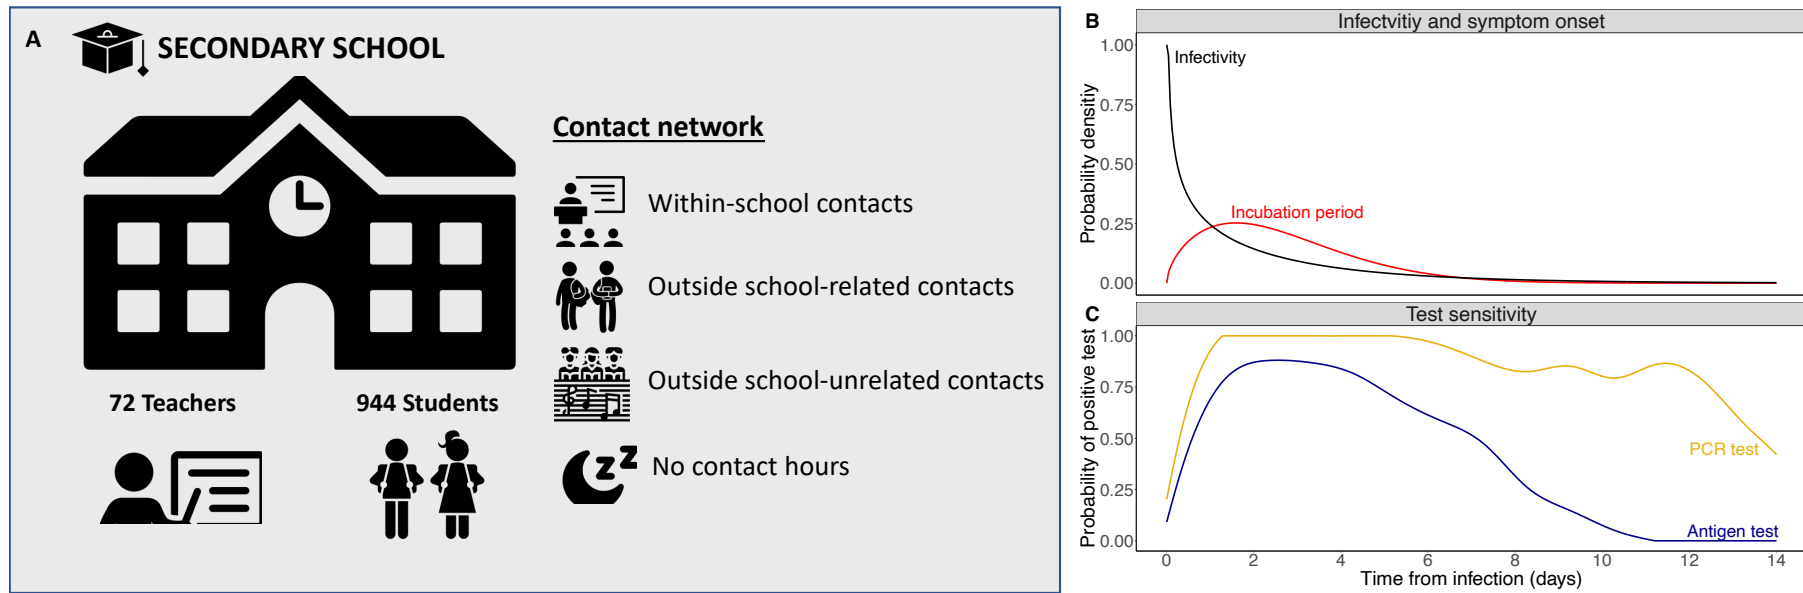 A
SECONDARY SCHOOL
72 Teachers
944 Students
Contact network
Within-school contacts
Outside school-related contacts
Outside school-unrelated contacts
zz
No contact hours
B
Infectvitiy and symptom onset
Probability densitiy
1.00
0.75
0.50
0.25
0.00
Infectivity
Incubation period
C
Test sensitivity
Probability of positive test
1.00
0.75
0.50
0.25
0.00
PCR test
Antigen test
0 2 4 6 8 10 12 14
Time from infection (days)